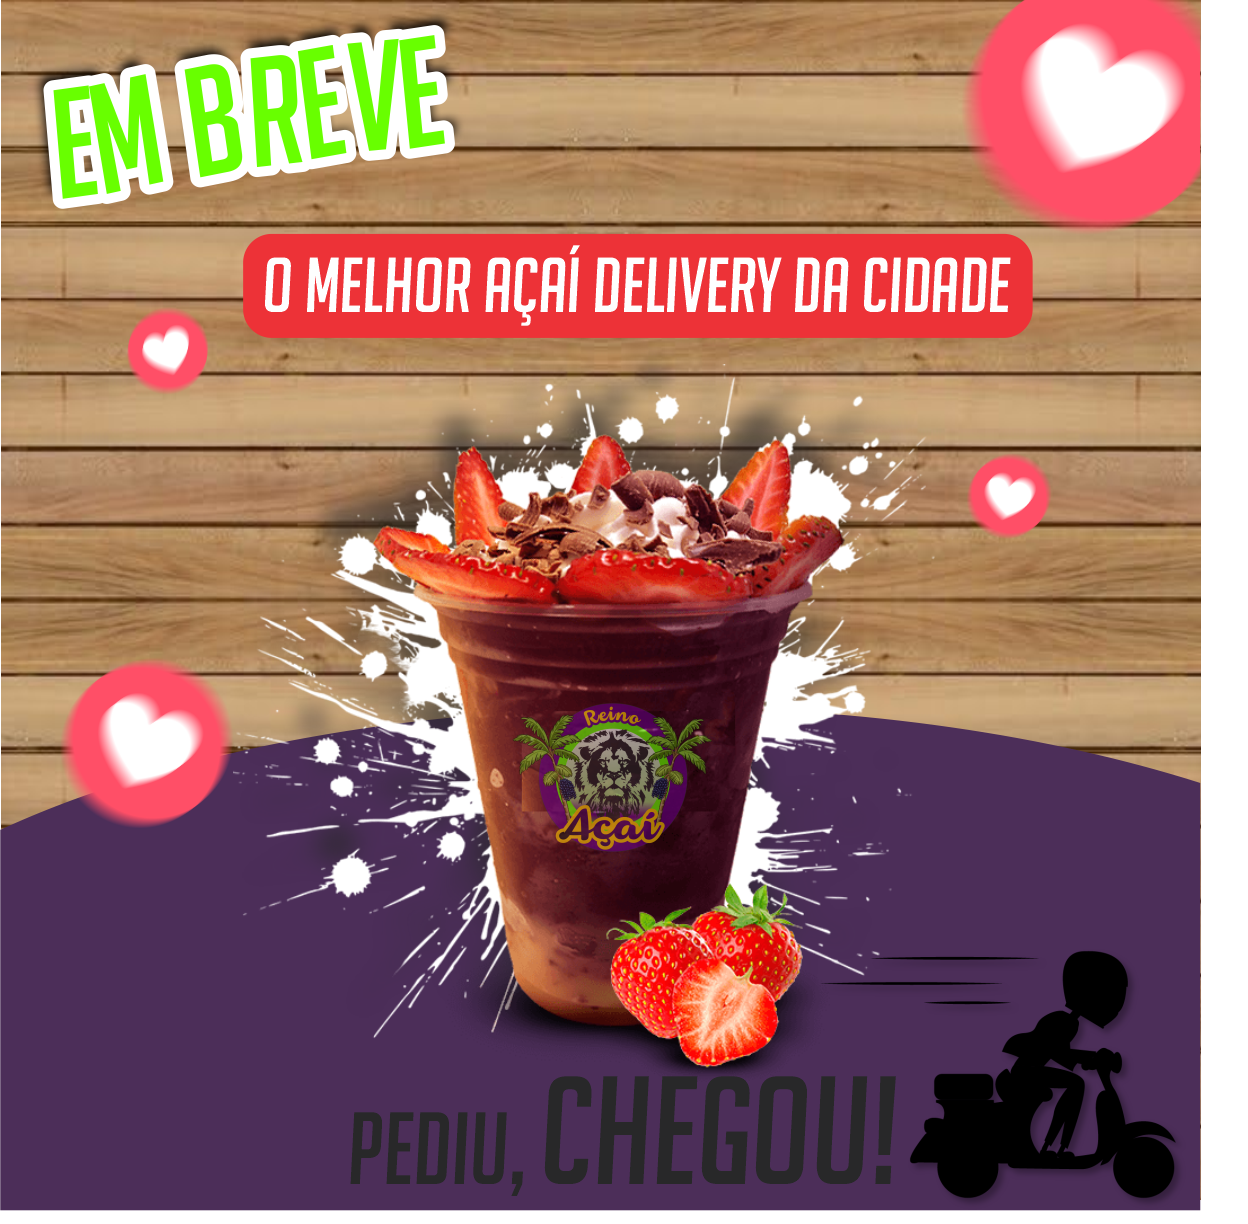 EM BREVE
O MELHOR AÇAÍ DELIVERY DA CIDADE
Reino
Açaí
PEDIU, CHEGOU!